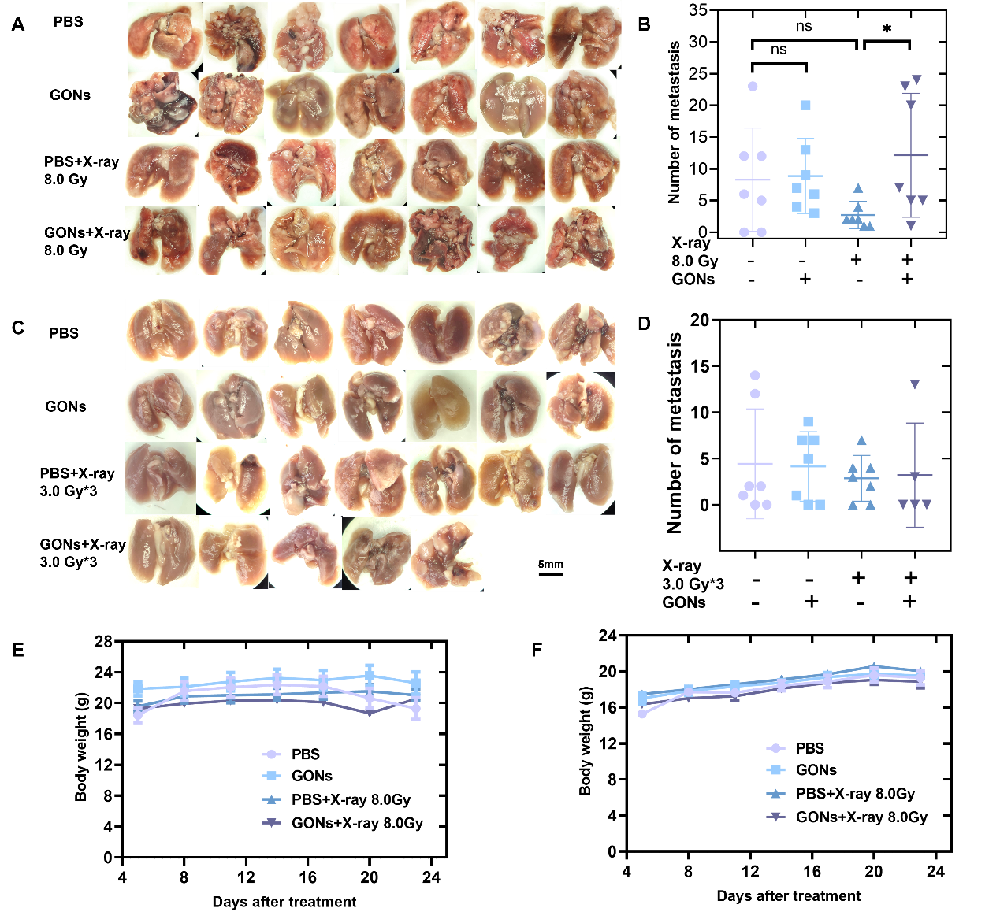 A
PBS
GONs
PBS+X-ray
8.0 Gy
GONs+X-ray
8.0 Gy
B
Number of metastasis
35
30
25
20
15
10
5
0
ns
ns
*
X-ray
8.0 Gy - - + +
GONs - + - +
C
PBS
GONs
PBS+X-ray
3.0 Gy*3
GONs+X-ray
3.0 Gy*3
5mm
D
Number of metastasis
20
15
10
5
0
X-ray
3.0 Gy*3 - - + +
GONs - + - +
E
Body weight (g)
28
24
20
16
12
8
4
0
PBS
GONs
PBS+X-ray 8.0Gy
GONs+X-ray 8.0Gy
4 8 12 16 20 24
Days after treatment
F
Body weight (g)
24
20
16
12
8
4
0
PBS
GONs
PBS+X-ray 8.0Gy
GONs+X-ray 8.0Gy
4 8 12 16 20 24
Days after treatment